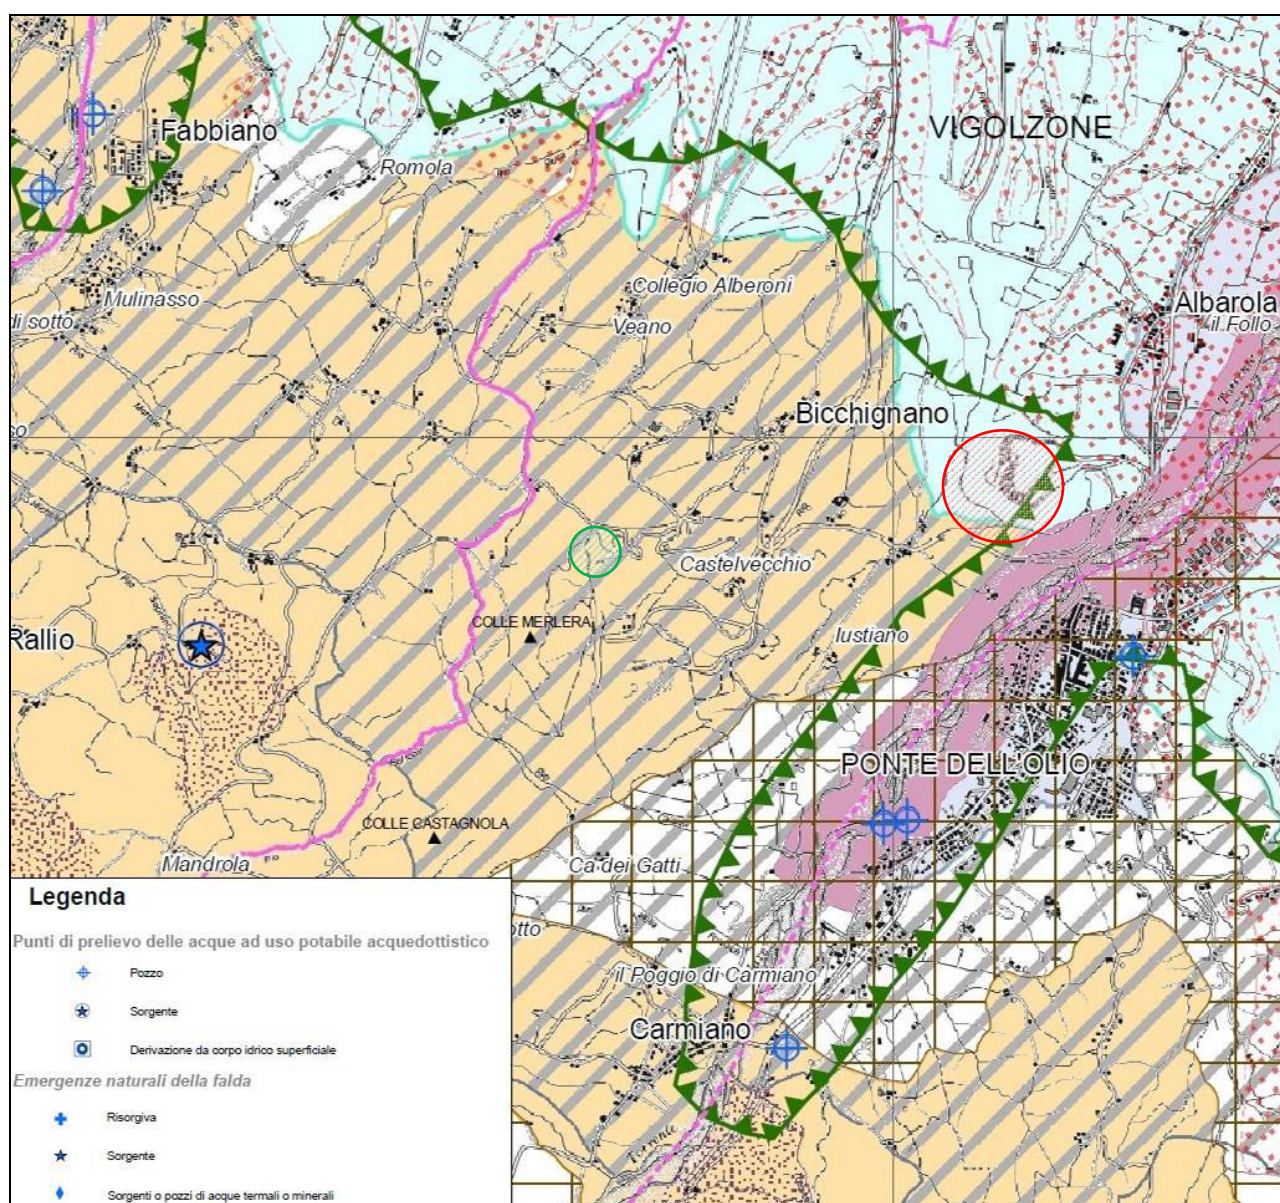 VIGOLZONE
Fabbiano
Romola
Collegio Alberoni
Mulinasso
Albarola
il Follo
di sotto
Veano
Bicchignano
Castelvecchio
COLLE MERLERA
Iustiano
Rallio
PONTE DELL'OLIO
COLLE CASTAGNOLA
Mandrola
Ca dei Gatti
otto
il Poggio di Carmiano
Carmiano
Torrente
Legenda
Punti di prelievo delle acque ad uso potabile acquedottistico
Pozzo
Sorgente
Derivazione da corpo idrico superficiale
Emergenze naturali della falda
Risorgiva
Sorgente
Sorgenti o pozzi di acque termali o minerali